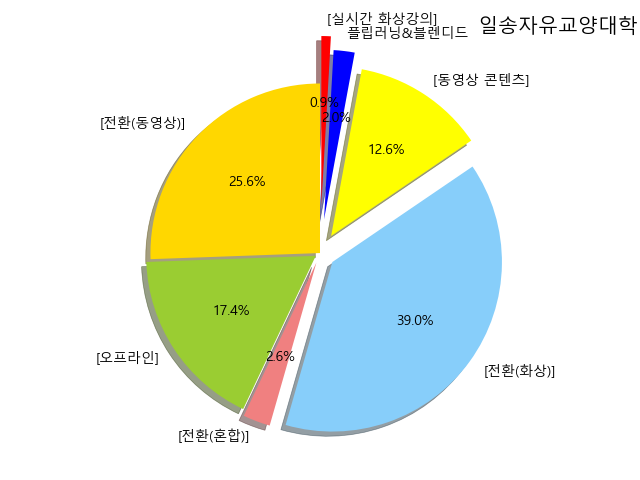 [실시간 화상강의]
플립러닝&블렌디드
일송자유교양대학
[동영상 콘텐츠]
[전환(동영상)]
0.9%
2.0%
12.6%
25.6%
17.4%
39.0%
2.6%
[오프라인]
[전환(화상)]
[전환(혼합)]